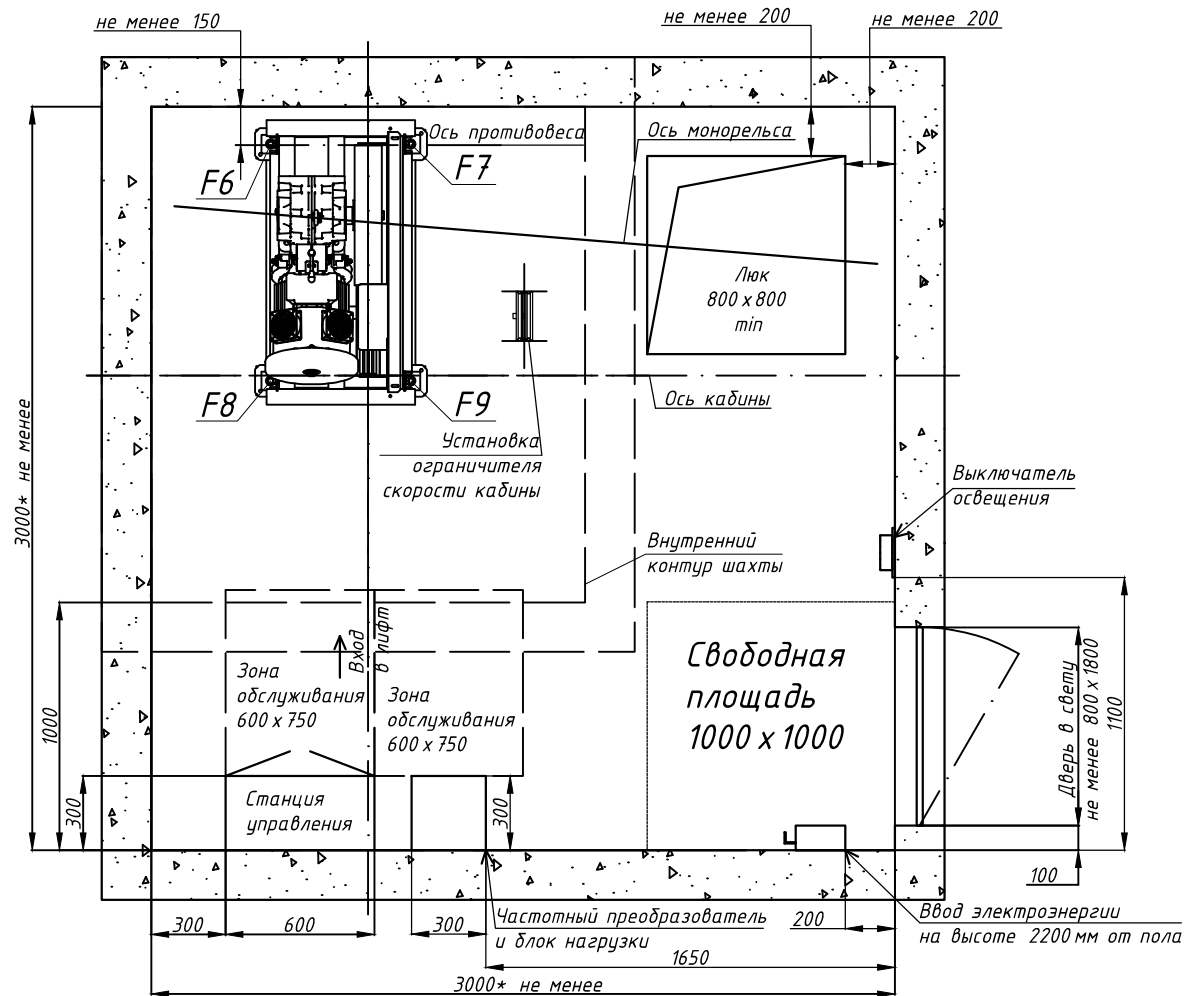 не менее 150
не менее 200
не менее 200
Ось противовеса
Ось монорельса
F6
F7
Люк
800 х 800
min
F8
F9
Ось кабины
3000* не менее
Установка
ограничителя
скорости кабины
Выключатель
освещения
Внутренний
контур шахты
Вход
в лифт
Зона
обслуживания
600 х 750
Зона
обслуживания
600 х 750
Свободная
площадь
1000 х 1000
Дверь в свету
не менее 800 х 1800
1100
1000
300
Станция
управления
300
100
300
600
300
Частотный преобразователь
и блок нагрузки
200
Ввод электроэнергии
на высоте 2200 мм от пола
1650
3000* не менее